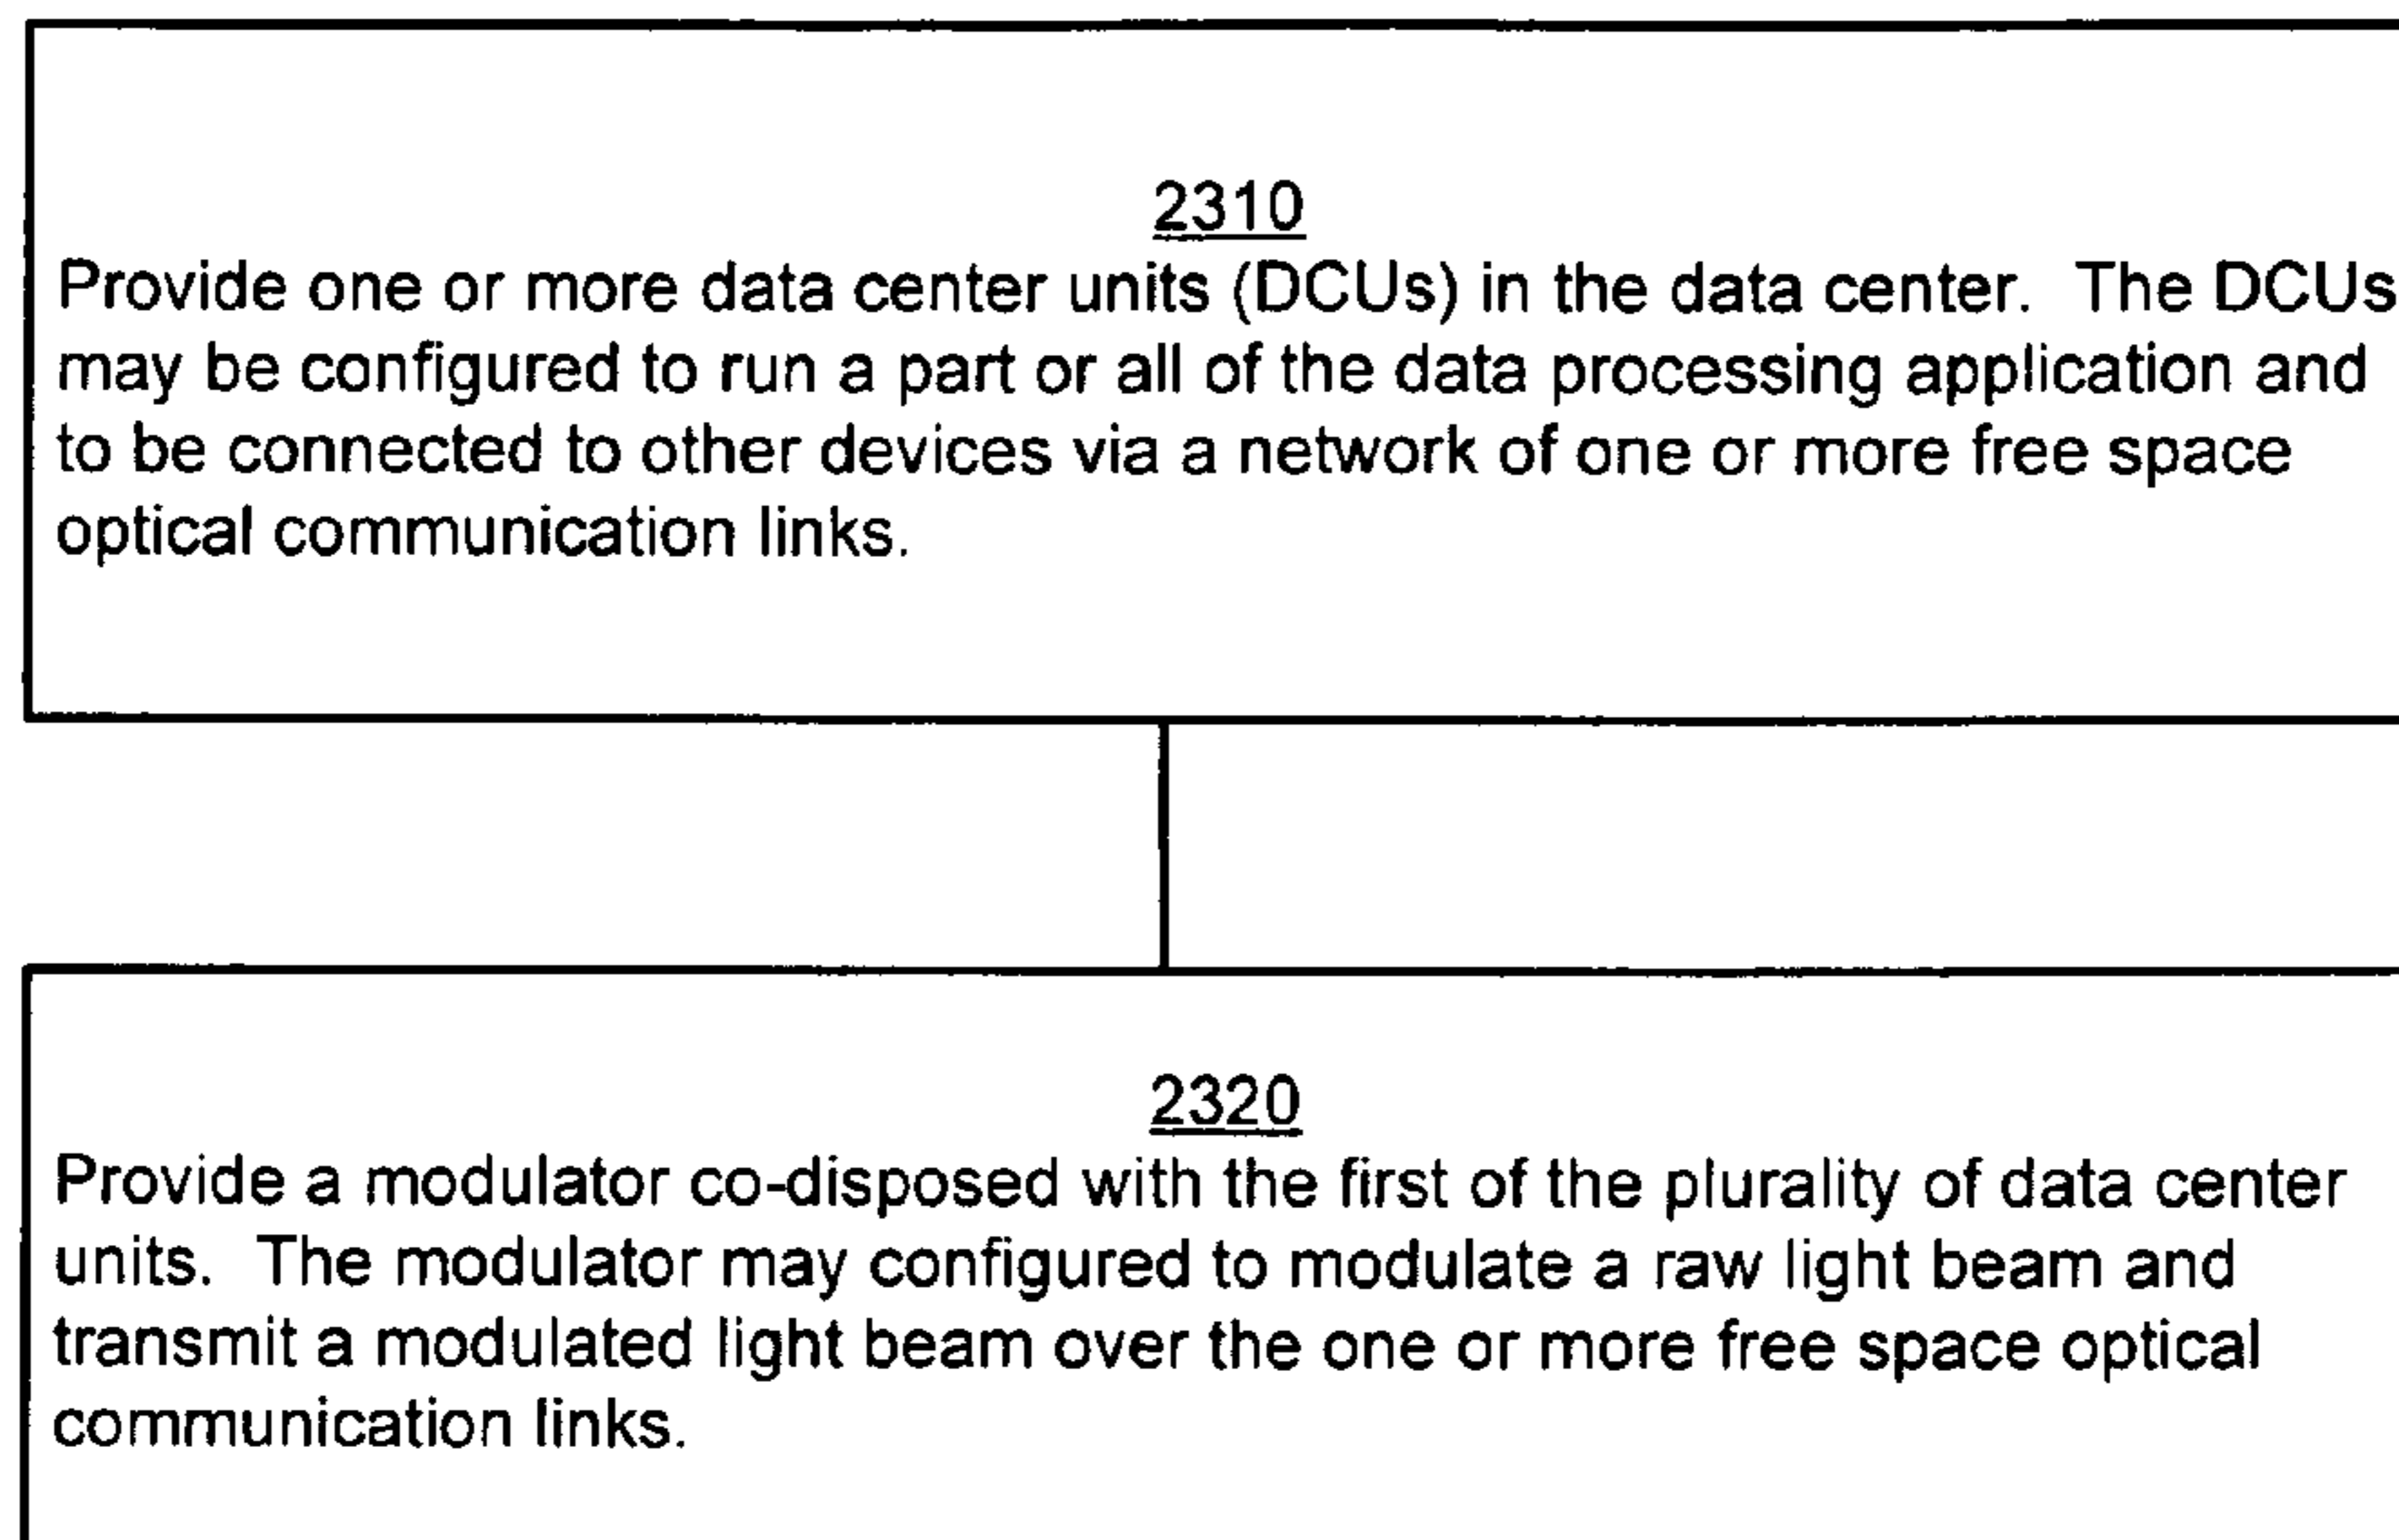 2310
Provide one or more data center units (DCUs) in the data center. The DCUs
may be configured to run a part or all of the data processing application and
to be connected to other devices via a network of one or more free space
optical communication links.
2320
Provide a modulator co-disposed with the first of the plurality of data center
units. The modulator may configured to modulate a raw light beam and
transmit a modulated light beam over the one or more free space optical
communication links.